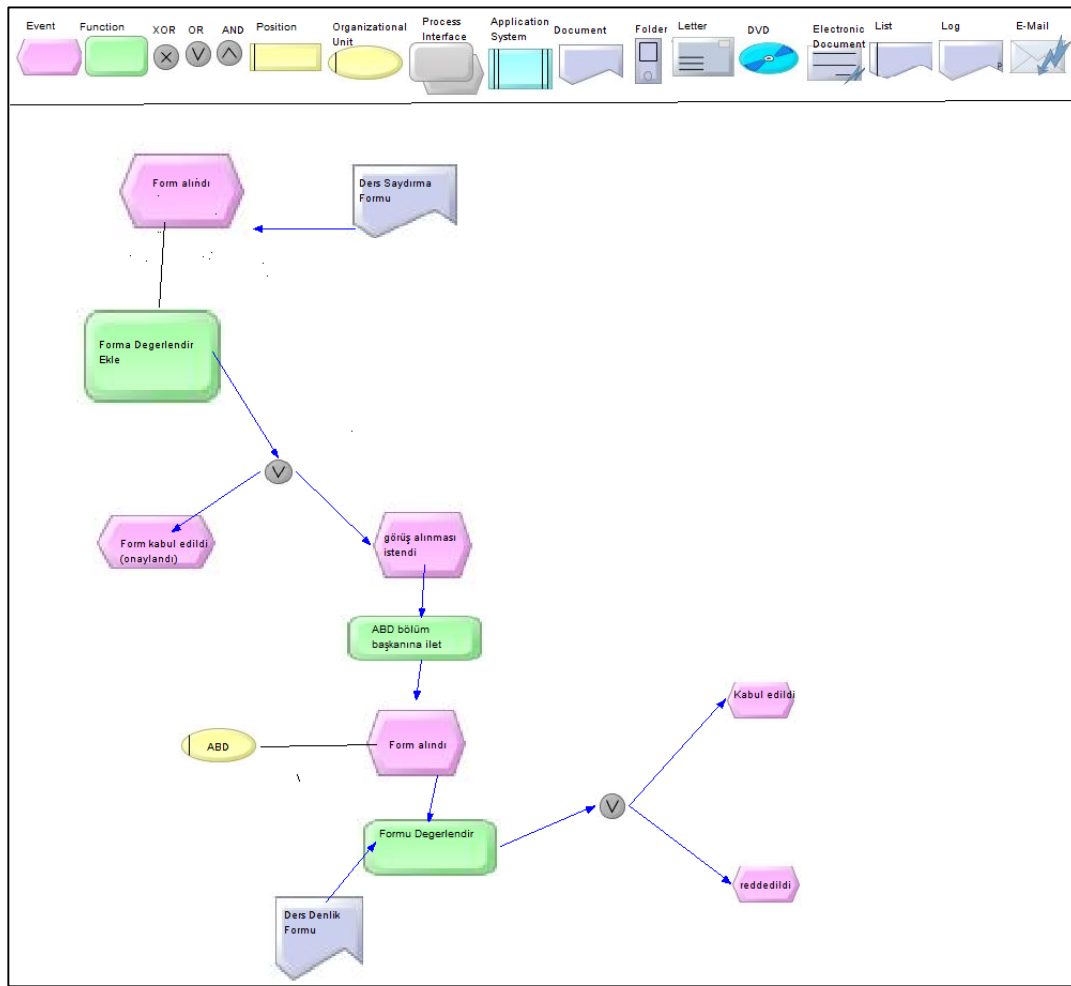 Event
Function
XOR
OR
AND
Position
Organizational
Unit
Process
Interface
Application
System
Document
Folder
Letter
DVD
Electronic
Document
List
Log
E-Mail
Form alındı
Ders Saydırma
Formu
Forma Degerlendir
Ekle
Form kabul edildi
(onaylandı)
görüş alınması
istendi
ABD bölüm
başkanına ilet
ABD
Form alındı
Kabul edildi
Formu Degerlendir
reddedildi
Ders Denlik
Formu